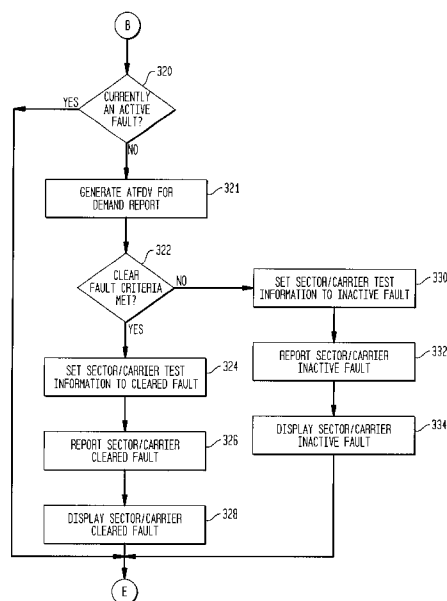 B
320
YES
CURRENTLY
AN ACTIVE
FAULT?
NO
GENERATE ATFDV FOR
DEMAND REPORT
321
322
CLEAR
FAULT CRITERIA
MET?
NO
YES
SET SECTOR/CARRIER TEST
INFORMATION TO INACTIVE FAULT
330
SET SECTOR/CARRIER TEST
INFORMATION TO CLEARED FAULT
324
REPORT SECTOR/CARRIER
INACTIVE FAULT
332
REPORT SECTOR/CARRIER
CLEARED FAULT
326
DISPLAY SECTOR/CARRIER
INACTIVE FAULT
334
DISPLAY SECTOR/CARRIER
CLEARED FAULT
328
E